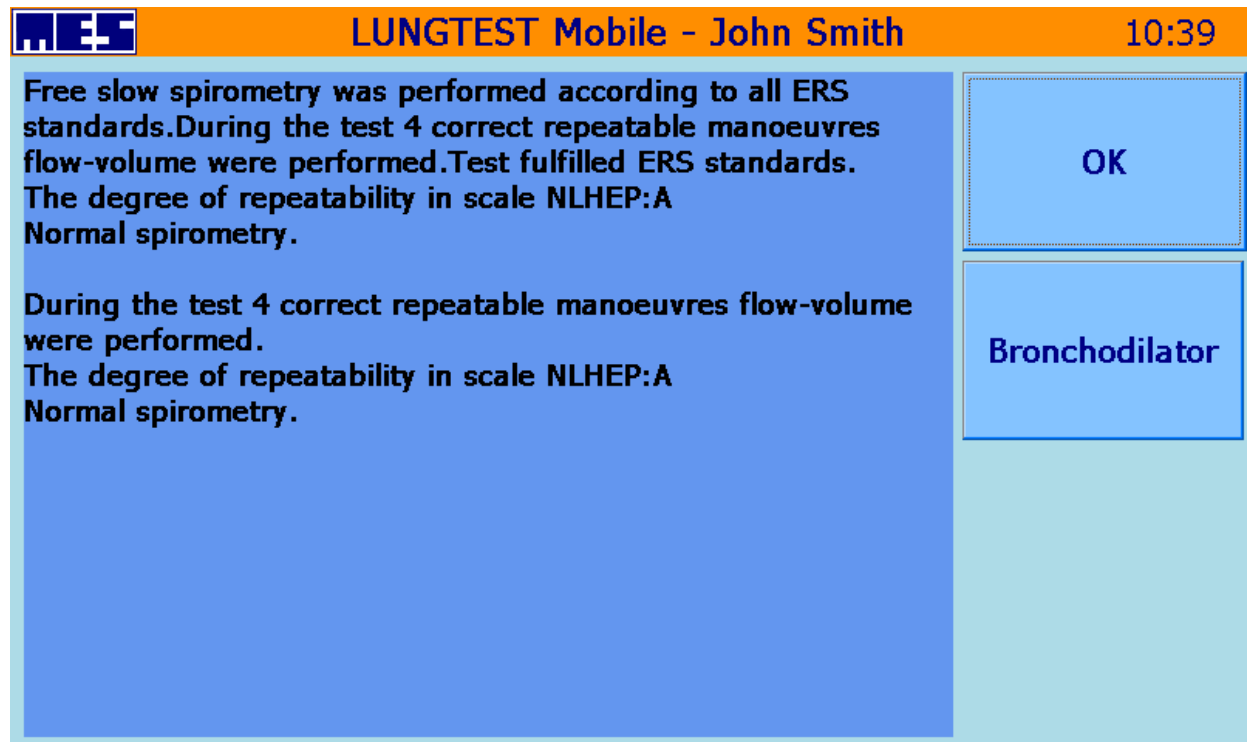 MES
LUNGTEST Mobile - John Smith
10:39
Free slow spirometry was performed according to all ERS
standards.During the test 4 correct repeatable manoeuvres
flow-volume were performed.Test fulfilled ERS standards.
The degree of repeatability in scale NLHEP:A
Normal spirometry.
During the test 4 correct repeatable manoeuvres flow-volume
were performed.
The degree of repeatability in scale NLHEP:A
Normal spirometry.
OK
Bronchodilator